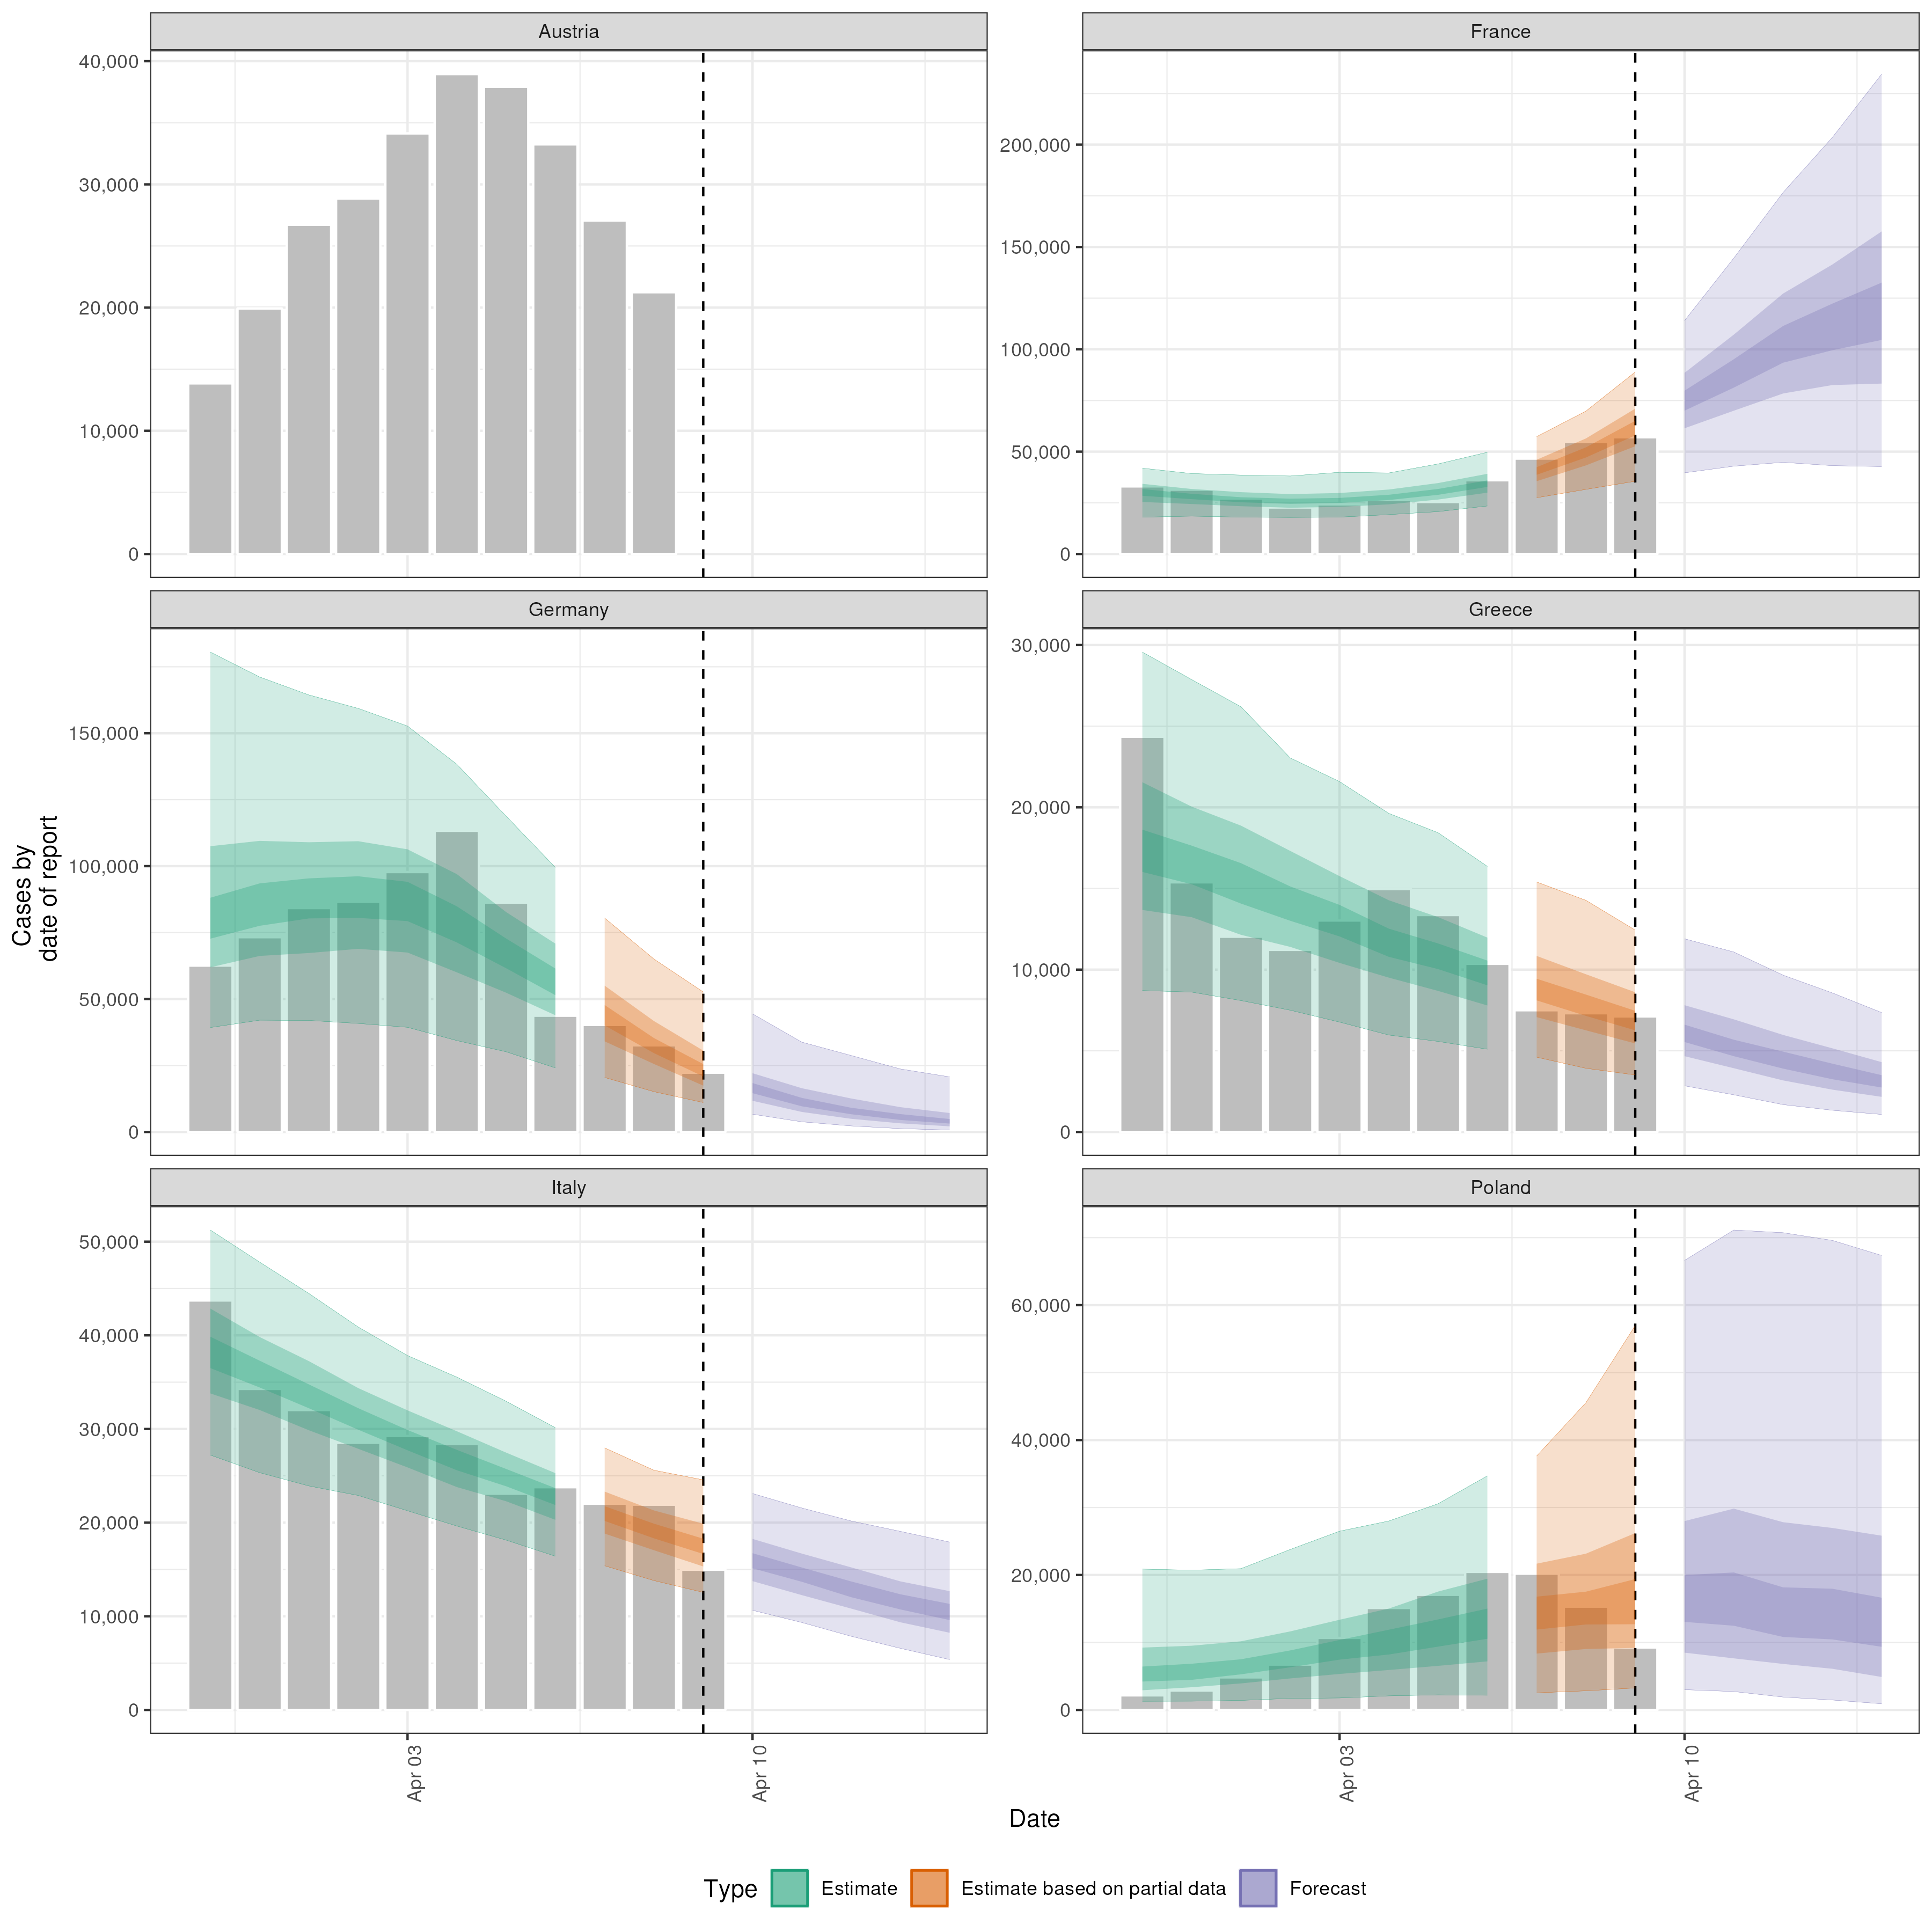 Austria
France
40,000
30,000
20,000
10,000
0
200,000
150,000
100,000
50,000
0
Germany
Greece
150,000
100,000
50,000
0
30,000
20,000
10,000
0
Italy
Poland
50,000
40,000
30,000
20,000
10,000
0
60,000
40,000
20,000
0
Cases by
date of report
Apr 03
Apr 10
Apr 03
Apr 10
Date
Type Estimate Estimate based on partial data Forecast